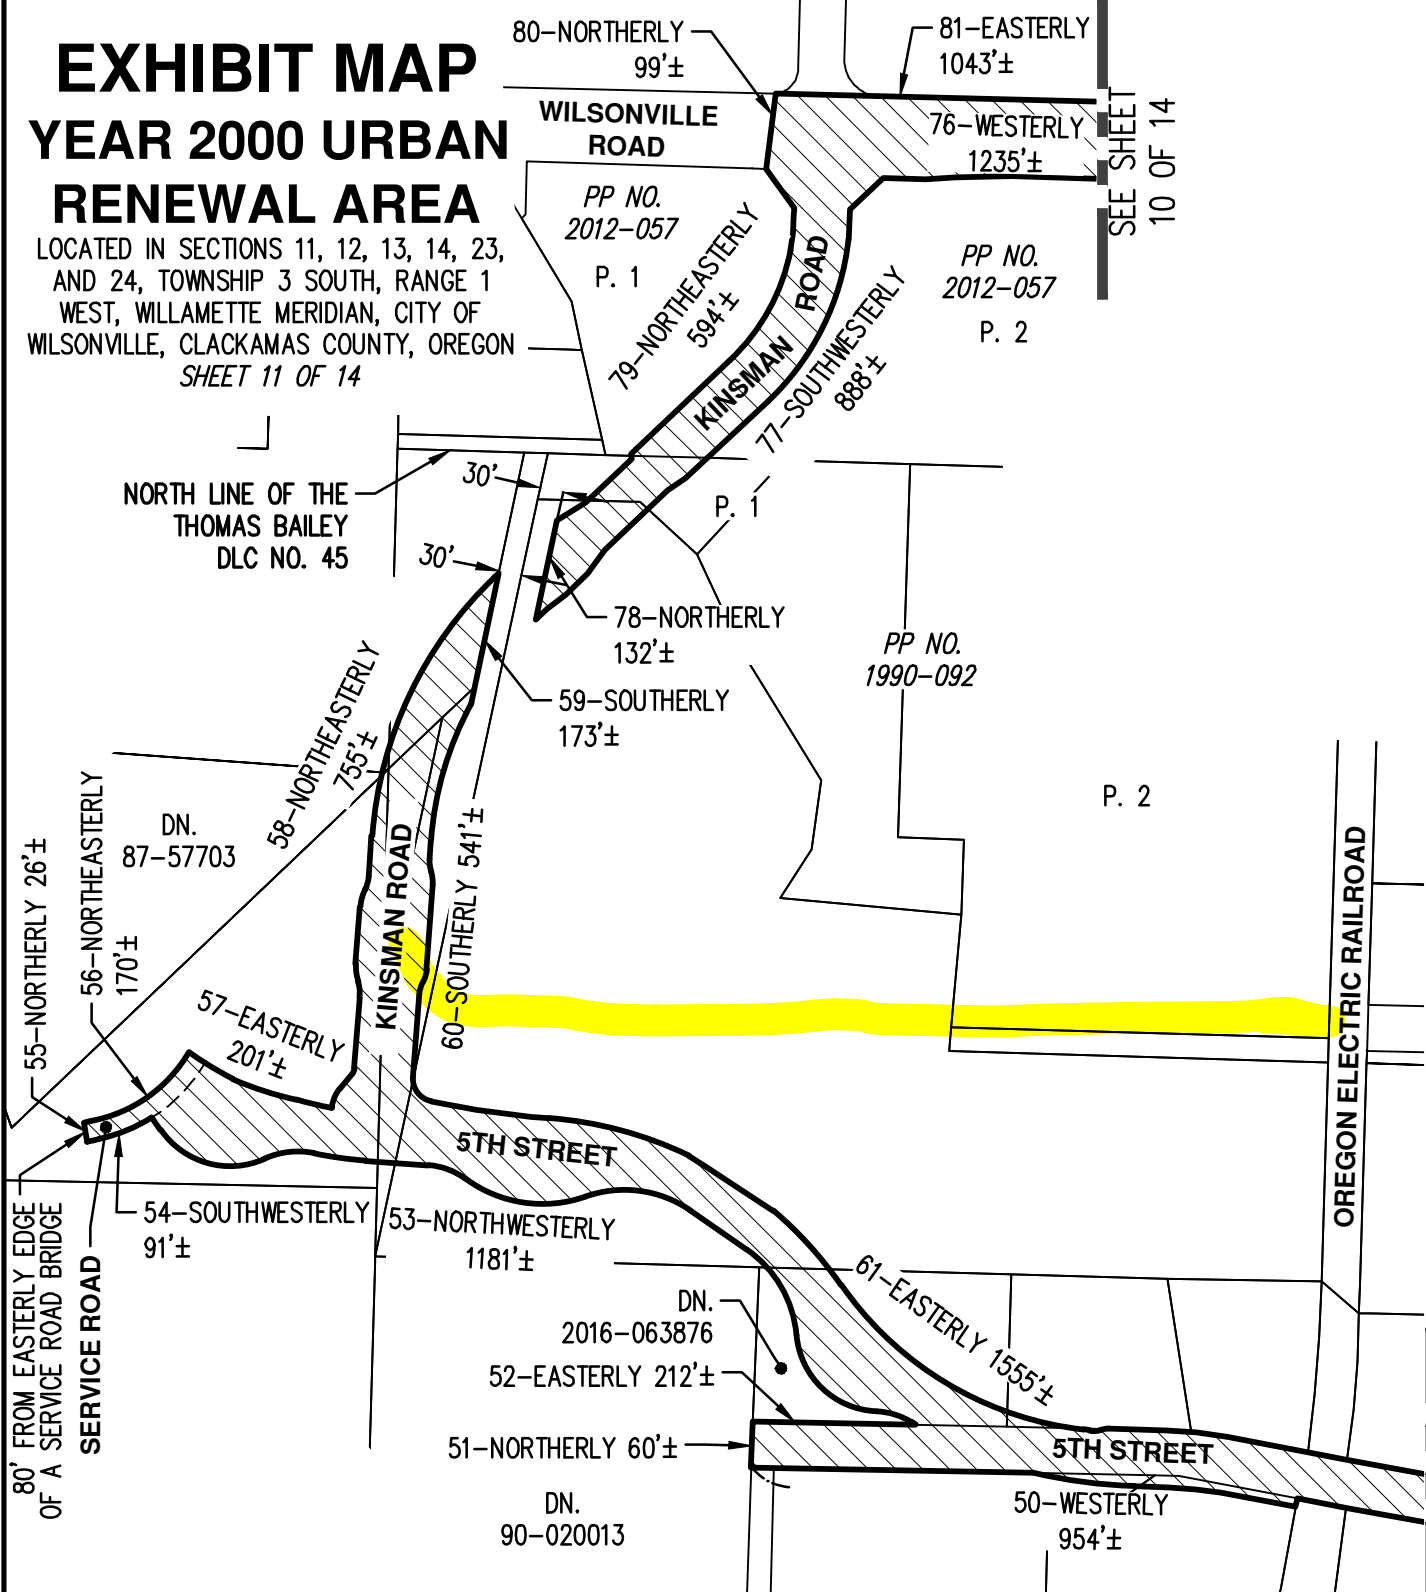 EXHIBIT MAP
YEAR 2000 URBAN
RENEWAL AREA
LOCATED IN SECTIONS 11, 12, 13, 14, 23,
AND 24, TOWNSHIP 3 SOUTH, RANGE 1
WEST, WILLAMETTE MERIDIAN, CITY OF
WILSONVILLE, CLACKAMAS COUNTY, OREGON
SHEET 11 OF 14
80-NORTHERLY
99'±
81-EASTERLY
1043'±
WILSONVILLE
ROAD
76-WESTERLY
1235'±
SEE SHEET
10 OF 14
PP NO.
2012-057
P. 1
79-NORTHEASTERLY
594'±
KINSMAN ROAD
77-SOUTHWESTERLY
888'±
PP NO.
2012-057
P. 2
NORTH LINE OF THE
THOMAS BAILEY
DLC NO. 45
30'
30'
P. 1
78-NORTHERLY
132'±
59-SOUTHERLY
173'±
PP NO.
1990-092
P. 2
58-NORTHEASTERLY
755'±
DN.
87-57703
55-NORTHERLY 26'±
56-NORTHEASTERLY
170'±
57-EASTERLY
201'±
KINSMAN ROAD
60-SOUTHERLY 541'±
OREGON ELECTRIC RAILROAD
5TH STREET
54-SOUTHWESTERLY
91'±
53-NORTHWESTERLY
1181'±
80' FROM EASTERLY EDGE
OF A SERVICE ROAD BRIDGE
SERVICE ROAD
61-EASTERLY 1555'±
DN.
2016-063876
52-EASTERLY 212'±
51-NORTHERLY 60'±
5TH STREET
DN.
90-020013
50-WESTERLY
954'±